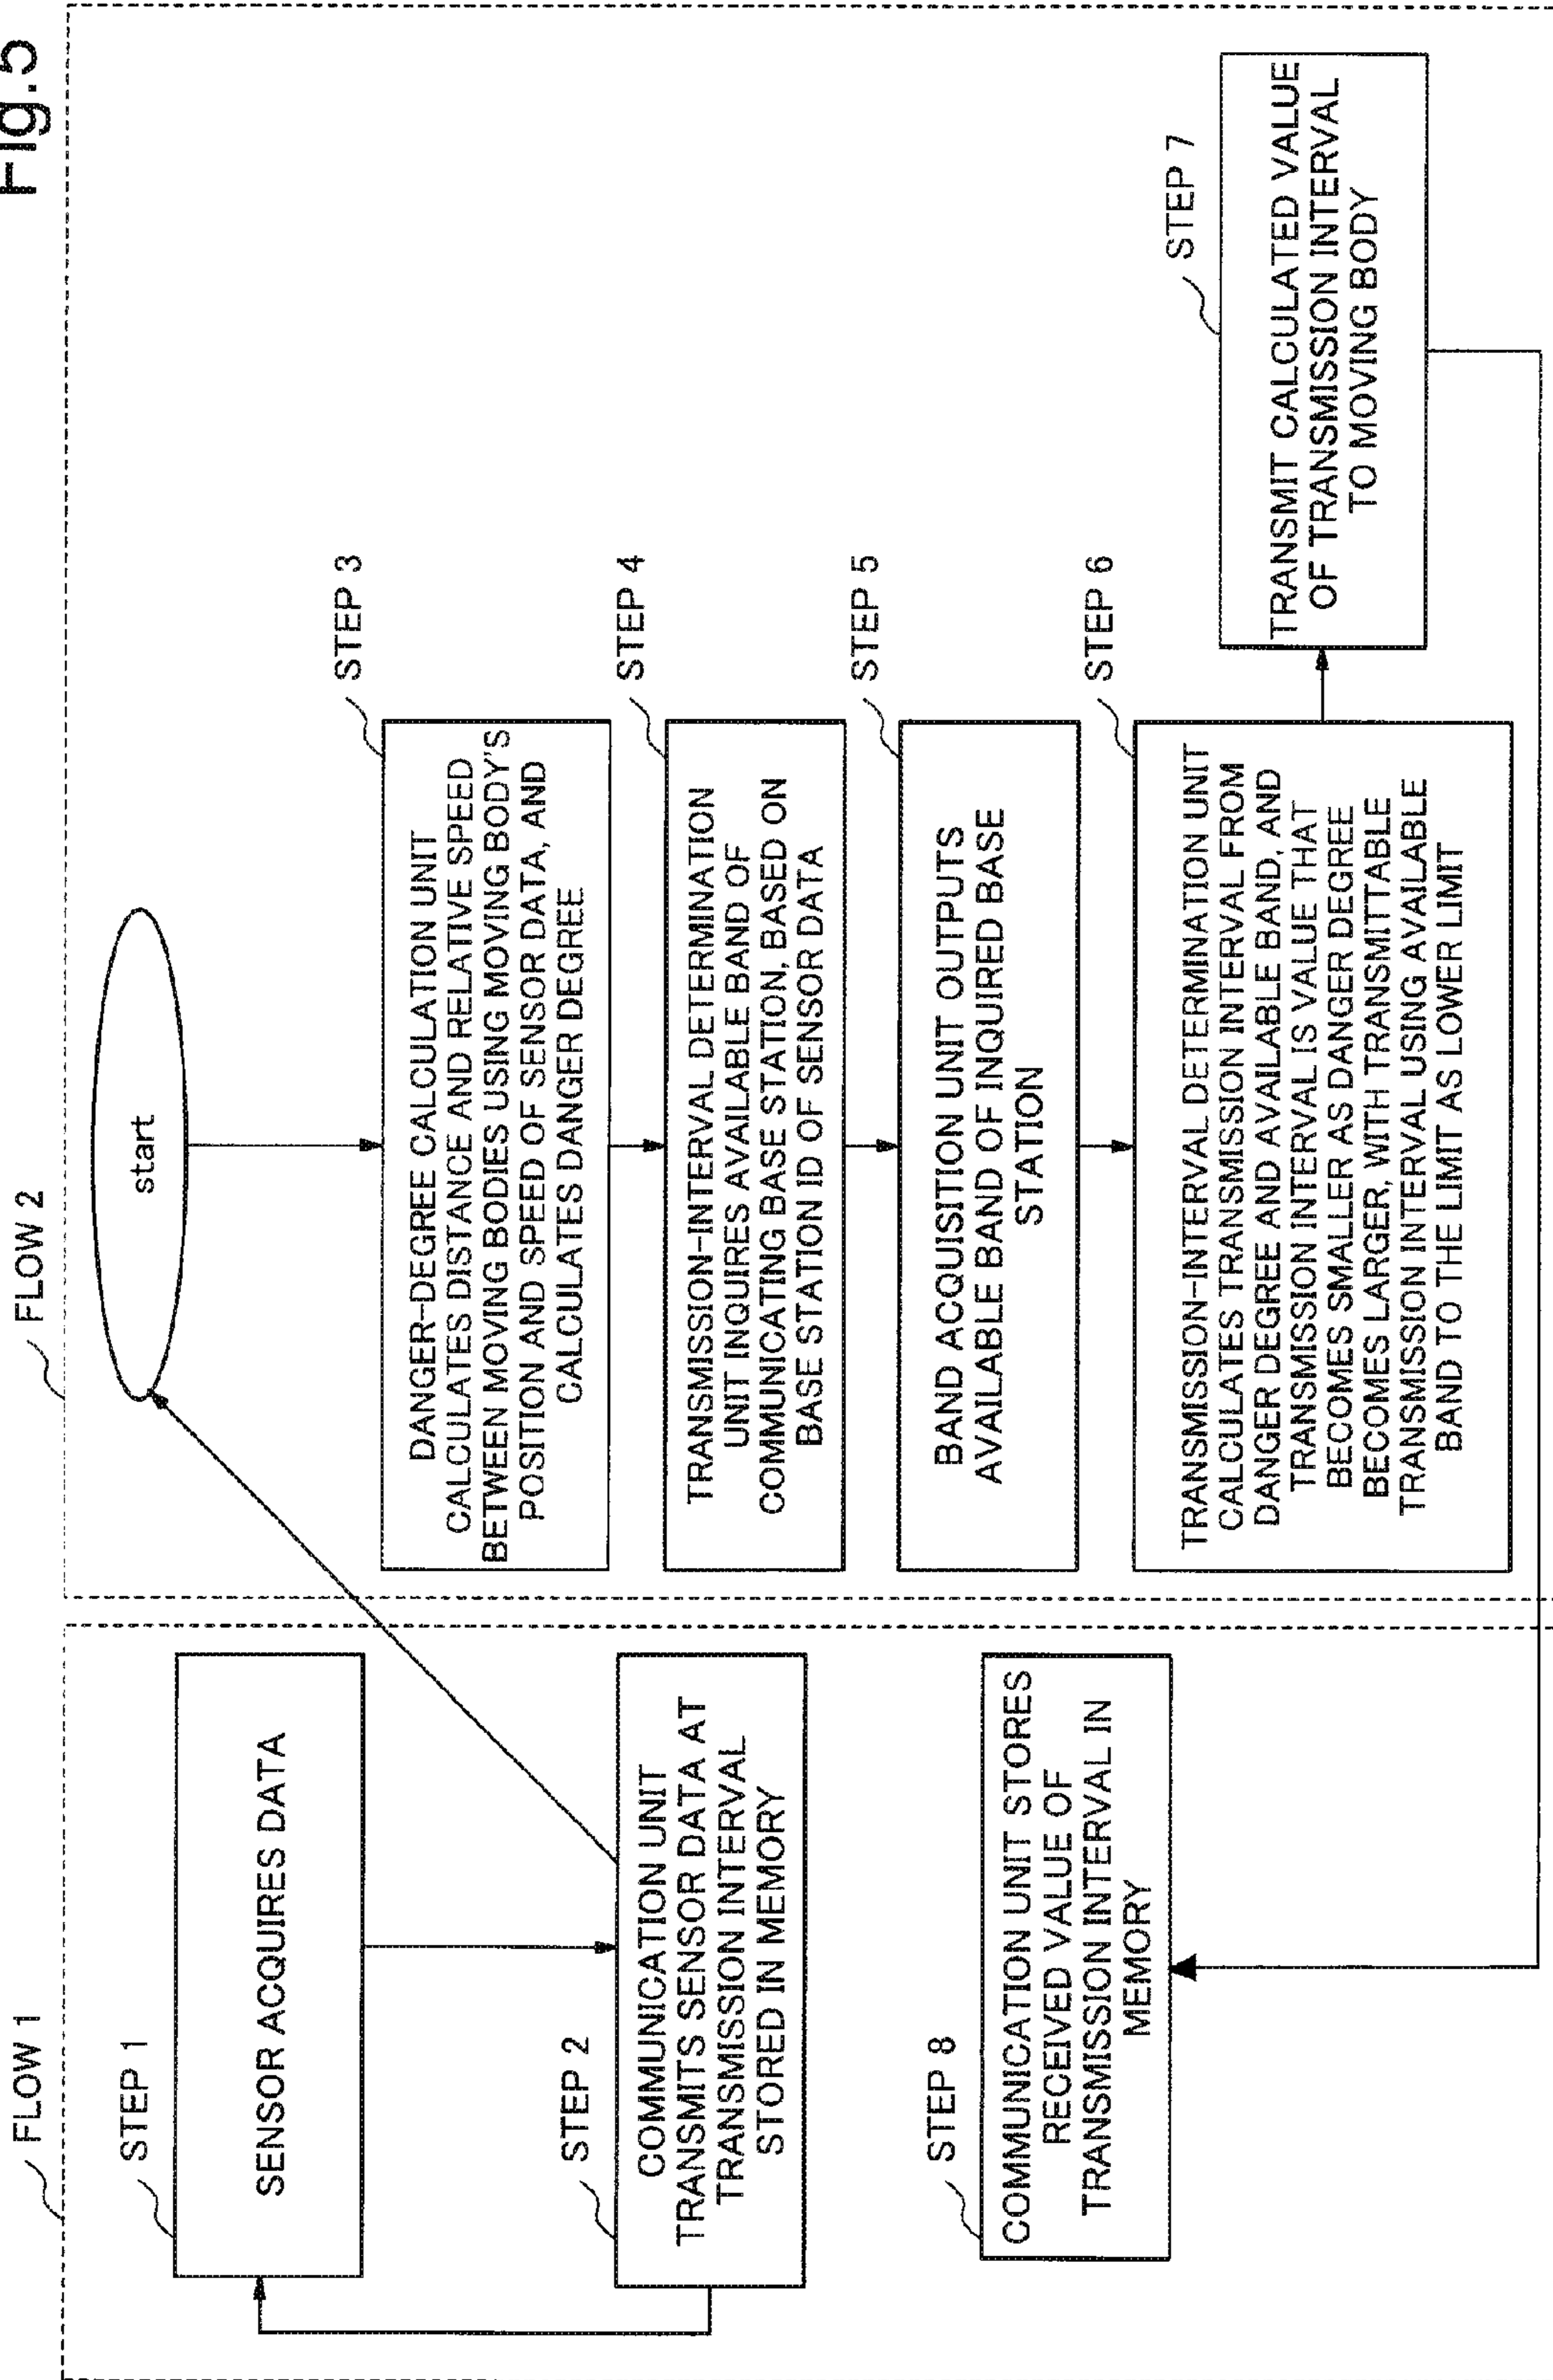 Fig.5
FLOW 1
STEP 1
SENSOR ACQUIRES DATA
STEP 2
COMMUNICATION UNIT
TRANSMITS SENSOR DATA AT
TRANSMISSION INTERVAL
STORED IN MEMORY
STEP 8
COMMUNICATION UNIT STORES
RECEIVED VALUE OF
TRANSMISSION INTERVAL IN
MEMORY
FLOW 2
start
STEP 3
DANGER-DEGREE CALCULATION UNIT
CALCULATES DISTANCE AND RELATIVE SPEED
BETWEEN MOVING BODIES USING MOVING BODY'S
POSITION AND SPEED OF SENSOR DATA, AND
CALCULATES DANGER DEGREE
STEP 4
TRANSMISSION-INTERVAL DETERMINATION
UNIT INQUIRES AVAILABLE BAND OF
COMMUNICATING BASE STATION, BASED ON
BASE STATION ID OF SENSOR DATA
STEP 5
BAND ACQUISITION UNIT OUTPUTS
AVAILABLE BAND OF INQUIRED BASE
STATION
STEP 6
TRANSMISSION-INTERVAL DETERMINATION UNIT
CALCULATES TRANSMISSION INTERVAL FROM
DANGER DEGREE AND AVAILABLE BAND, AND
TRANSMISSION INTERVAL IS VALUE THAT
BECOMES SMALLER AS DANGER DEGREE
BECOMES LARGER, WITH TRANSMITTABLE
TRANSMISSION INTERVAL USING AVAILABLE
BAND TO THE LIMIT AS LOWER LIMIT
STEP 7
TRANSMIT CALCULATED VALUE
OF TRANSMISSION INTERVAL
TO MOVING BODY